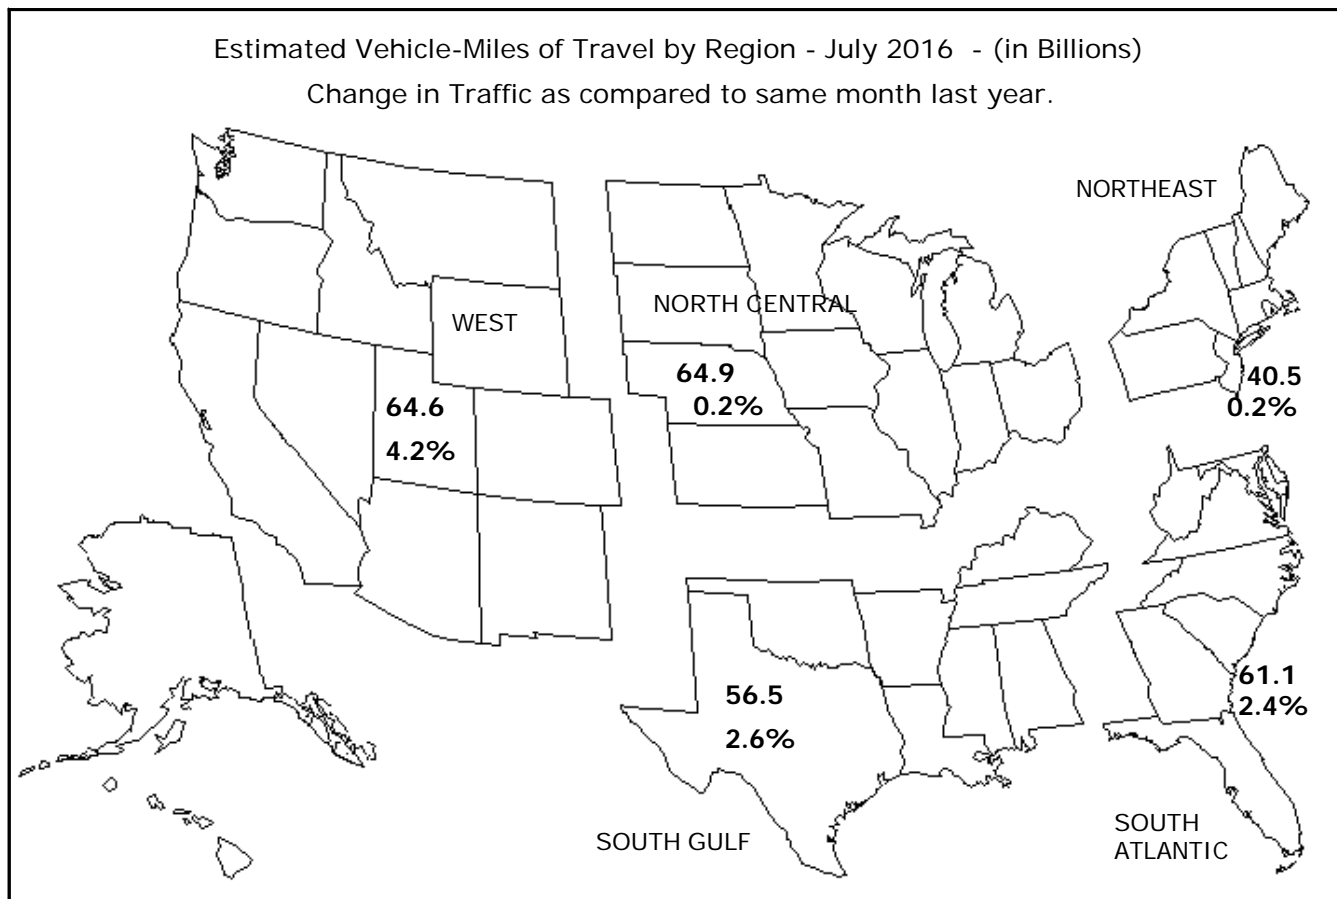 Estimated Vehicle-Miles of Travel by Region - July 2016 - (in Billions)
Change in Traffic as compared to same month last year.
NORTHEAST
WEST
NORTH CENTRAL
64.9
0.2%
40.5
0.2%
64.6
4.2%
61.1
2.4%
56.5
2.6%
SOUTH GULF
SOUTH
ATLANTIC